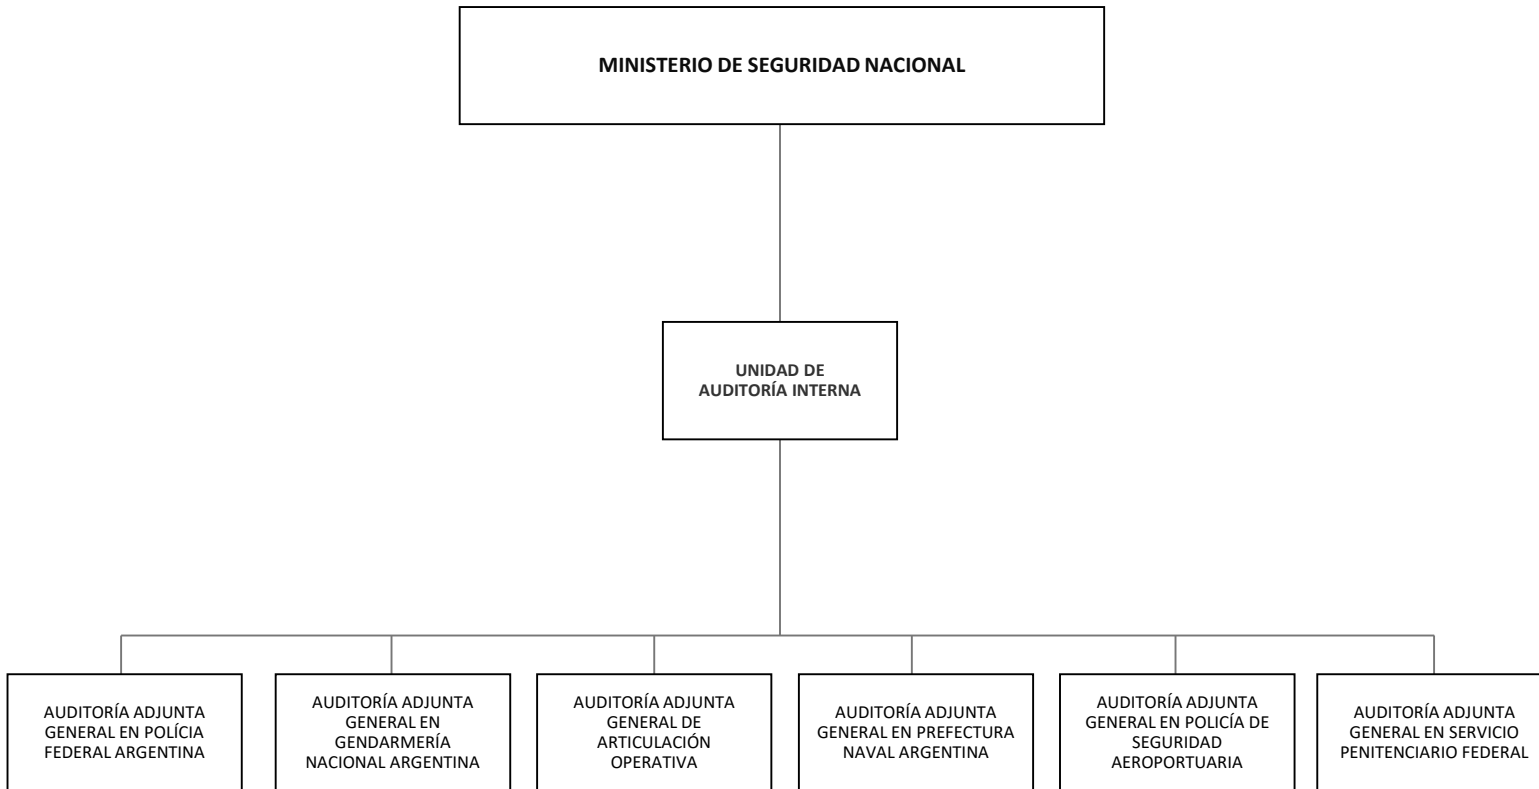 MINISTERIO DE SEGURIDAD NACIONAL
UNIDAD DE
AUDITORÍA INTERNA
AUDITORÍA ADJUNTA
GENERAL EN POLÍCIA
FEDERAL ARGENTINA
AUDITORÍA ADJUNTA
GENERAL EN
GENDARMERÍA
NACIONAL ARGENTINA
AUDITORÍA ADJUNTA
GENERAL DE
ARTICULACIÓN
OPERATIVA
AUDITORÍA ADJUNTA
GENERAL EN PREFECTURA
NAVAL ARGENTINA
AUDITORÍA ADJUNTA
GENERAL EN POLICÍA DE
SEGURIDAD
AEROPORTUARIA
AUDITORÍA ADJUNTA
GENERAL EN SERVICIO
PENITENCIARIO FEDERAL